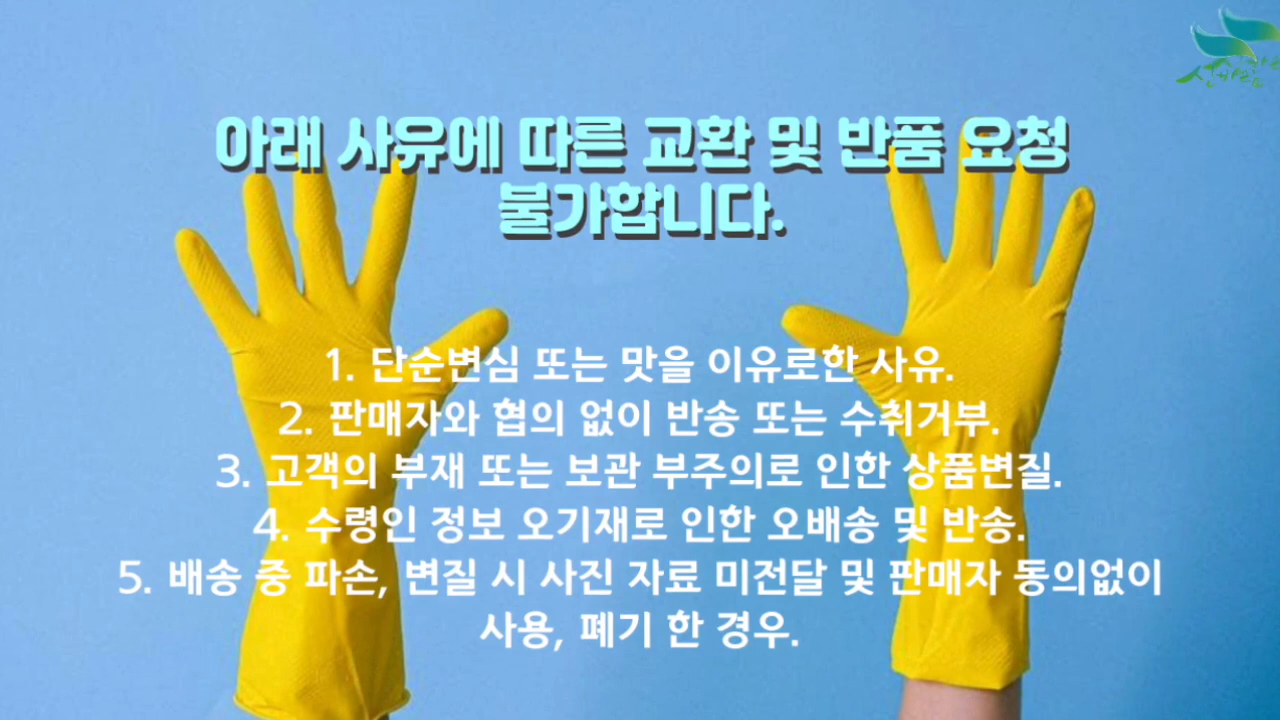 아래 사유에 따른 교환 및 반품 요청
불가합니다.
1. 단순변심 또는 맛을 이유로한 사유.
2. 판매자와 협의 없이 반송 또는 수취거부.
3. 고객의 부재 또는 보관 부주의로 인한 상품변질.
4. 수령인 정보 오기재로 인한 오배송 및 반송.
5. 배송 중 파손, 변질 시 사진 자료 미전달 및 판매자 동의없이
사용, 폐기 한 경우.